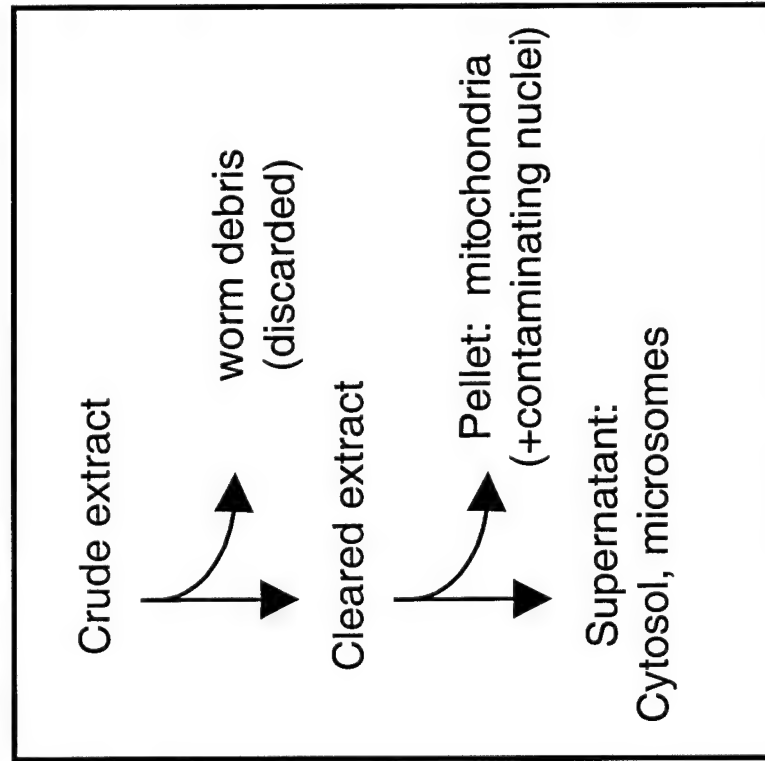 Crude extract
worm debris
(discarded)
Cleared extract
Pellet: mitochondria
(+contaminating nuclei)
Supernatant:
Cytosol, microsomes